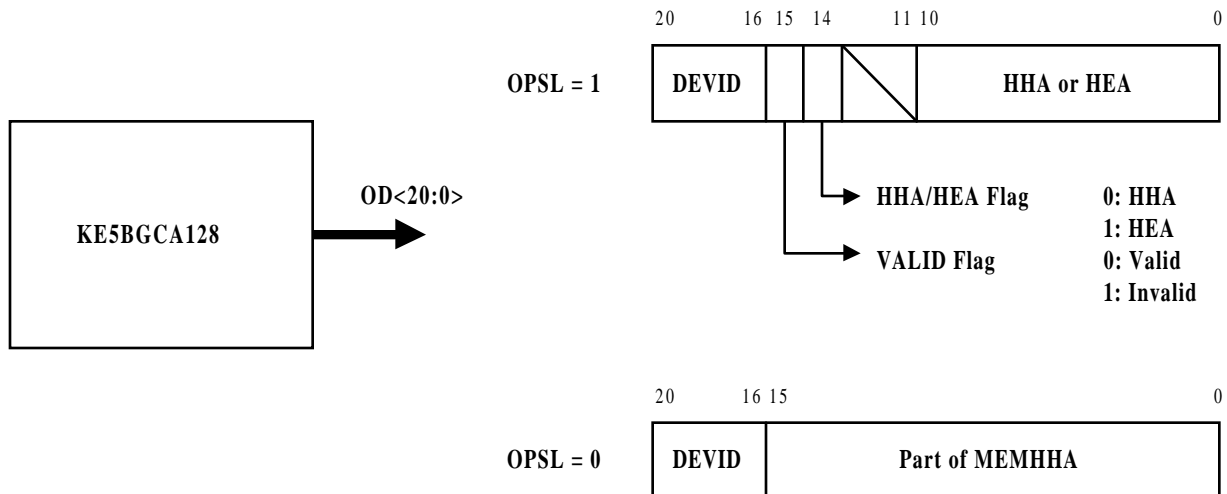 20 16 15 14 11 10 0
OPSL = 1 DEVID HHA or HEA
OD<20:0>
KE5BGCA128
HHA/HEA Flag 0: HHA
1: HEA
VALID Flag 0: Valid
1: Invalid
20 16 15 0
OPSL = 0 DEVID Part of MEMHHA